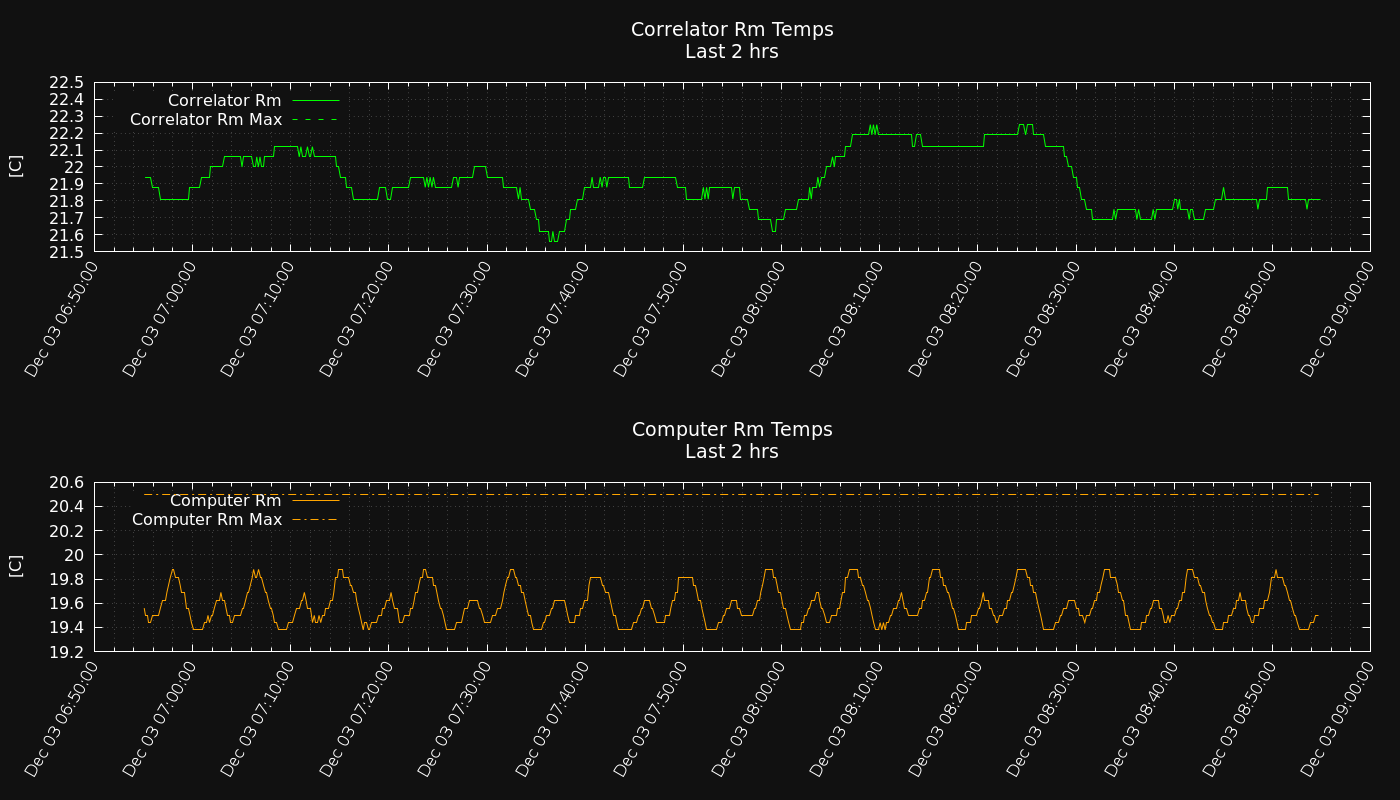 Correlator Rm Temps
Last 2 hrs
22.5
22.4
22.3
22.2
22.1
22
21.9
21.8
21.7
21.6
21.5
[C]
Correlator Rm
Correlator Rm Max
Dec 03 06:50:00
Dec 03 07:00:00
Dec 03 07:10:00
Dec 03 07:20:00
Dec 03 07:30:00
Dec 03 07:40:00
Dec 03 07:50:00
Dec 03 08:00:00
Dec 03 08:10:00
Dec 03 08:20:00
Dec 03 08:30:00
Dec 03 08:40:00
Dec 03 08:50:00
Dec 03 09:00:00
Computer Rm Temps
Last 2 hrs
20.6
20.4
20.2
20
19.8
19.6
19.4
19.2
[C]
Computer Rm
Computer Rm Max
Dec 03 06:50:00
Dec 03 07:00:00
Dec 03 07:10:00
Dec 03 07:20:00
Dec 03 07:30:00
Dec 03 07:40:00
Dec 03 07:50:00
Dec 03 08:00:00
Dec 03 08:10:00
Dec 03 08:20:00
Dec 03 08:30:00
Dec 03 08:40:00
Dec 03 08:50:00
Dec 03 09:00:00